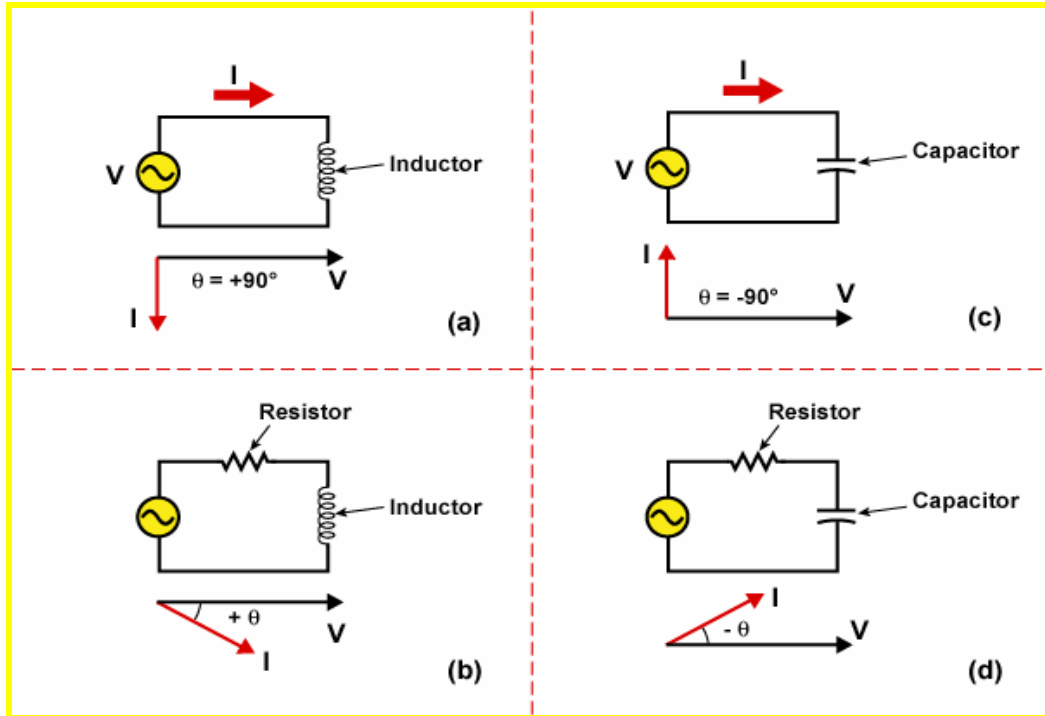 I
V
Inductor
θ = +90°
V
I
(a)
I
V
Capacitor
I
θ = -90°
V
(c)
Resistor
Inductor
+ θ
V
I
(b)
Resistor
Capacitor
I
- θ
V
(d)